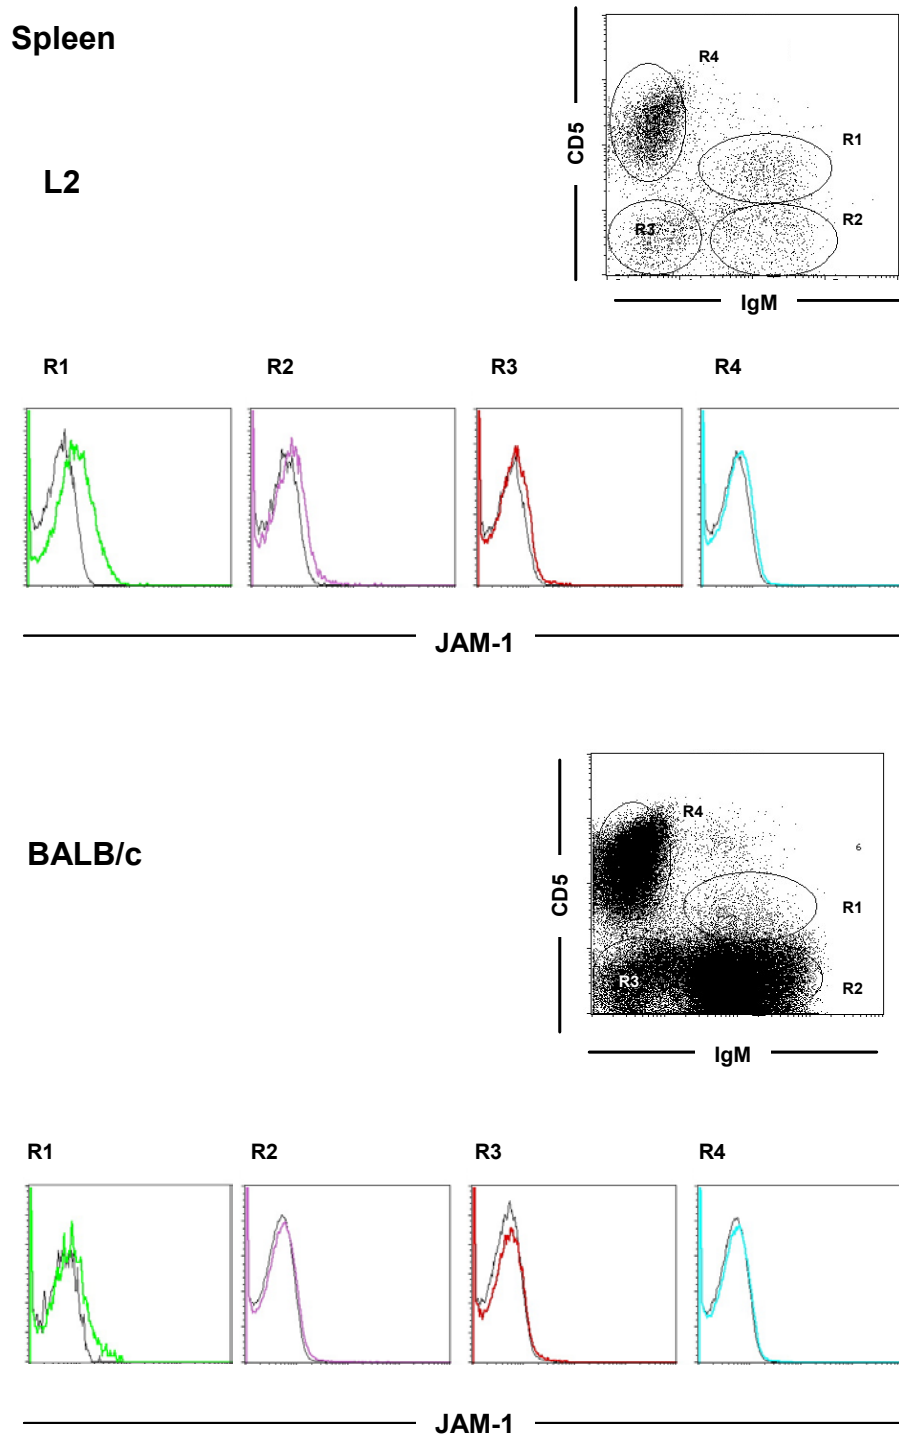 Spleen
L2
CD5
R4
R1
R3
R2
IgM
R1
R2
R3
R4
JAM-1
BALB/c
CD5
R4
6
R1
R3
R2
IgM
R1
R2
R3
R4
JAM-1